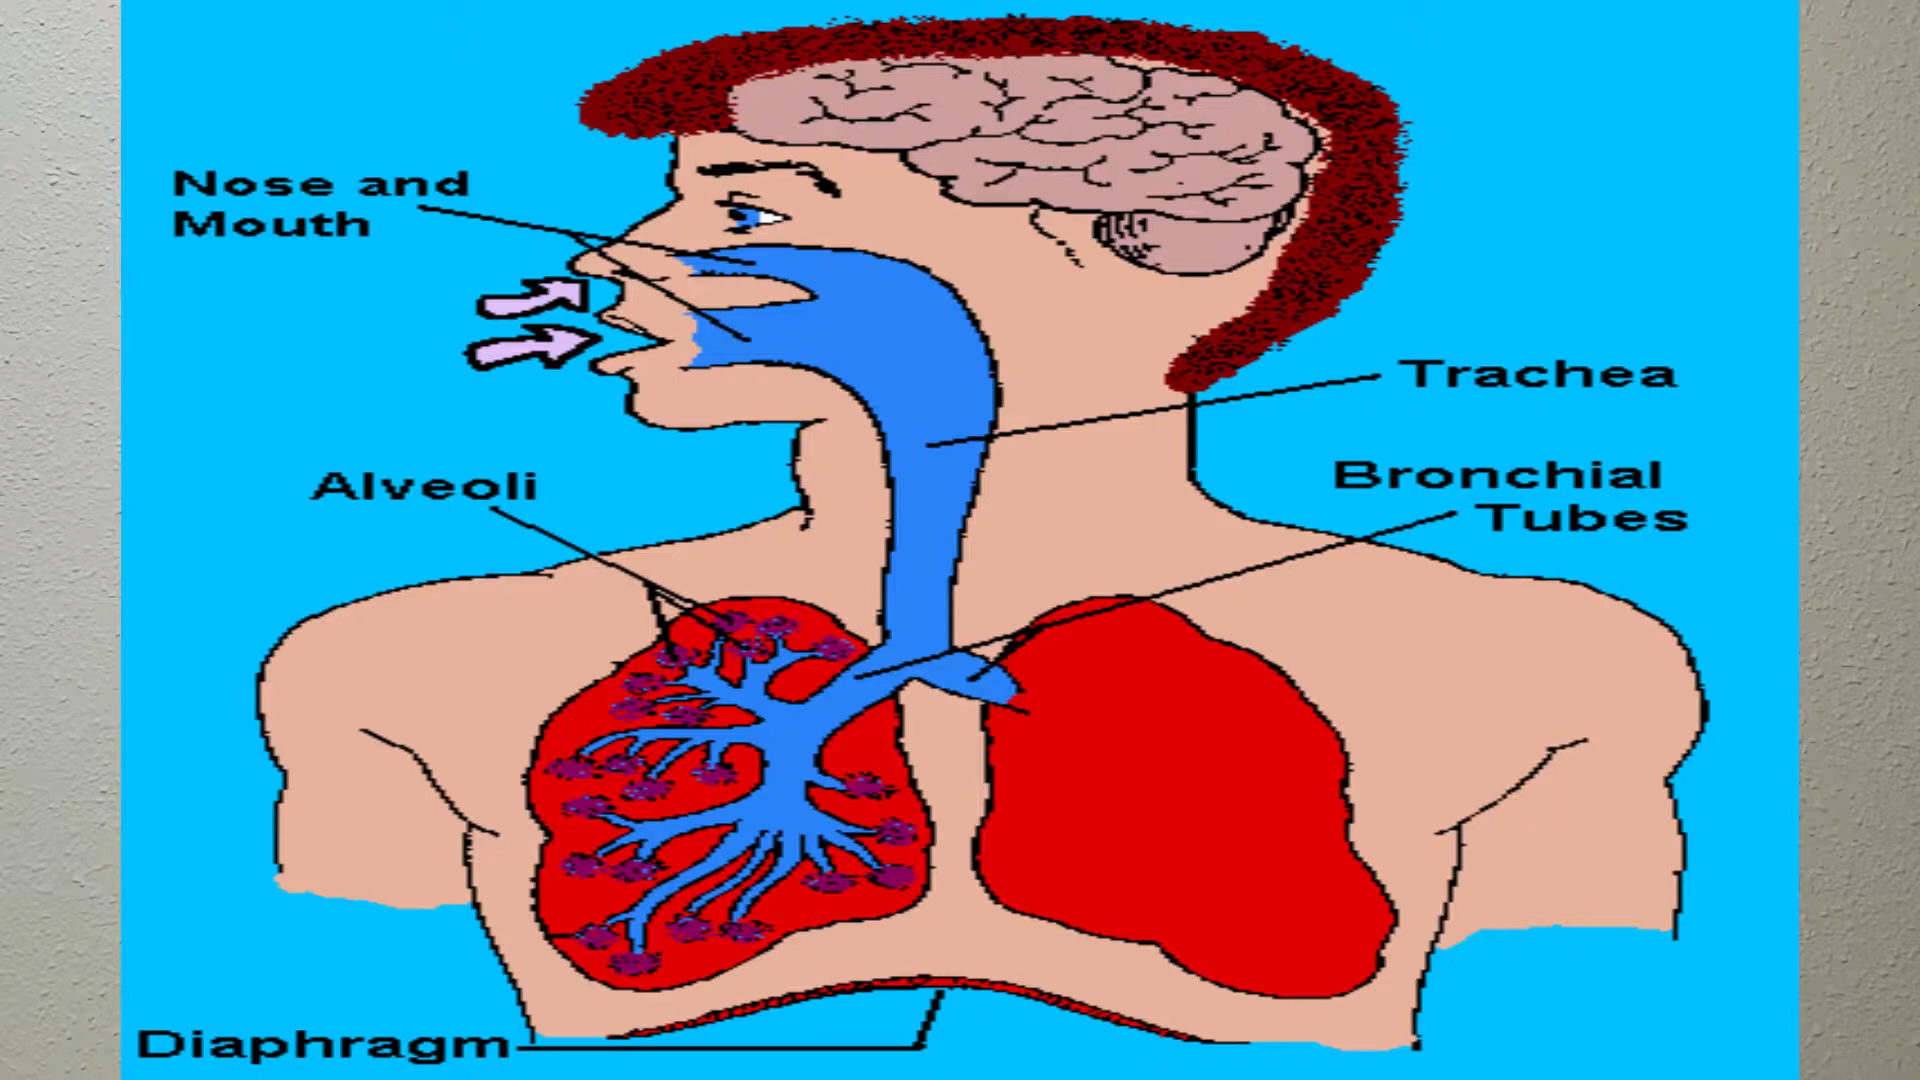 Nose and
Mouth
Trachea
Bronchial
Tubes
Alveoli
Diaphragm